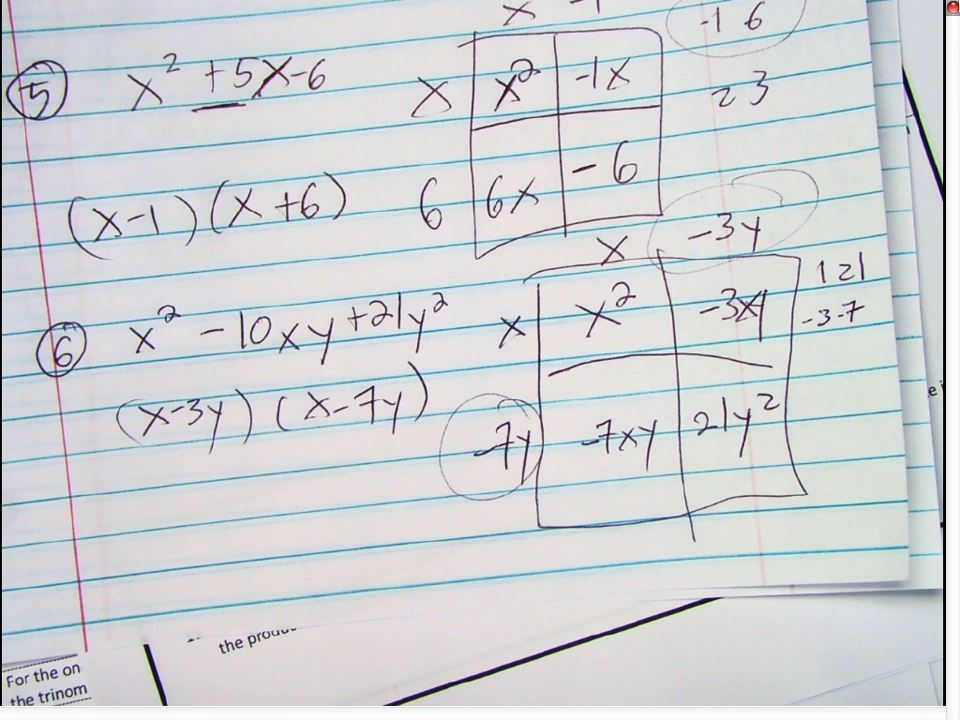 x -1
-1 6
⑤ x² +5x-6
x x² -1x
2 3
(x-1)(x+6)
6 6x -6
x -3y
1 21
⑥ x² -10xy+21y²
x x² -3xy
-3-7
(x-3y) (x-7y)
-7y -7xy 21y²
the
For the on
the trinom